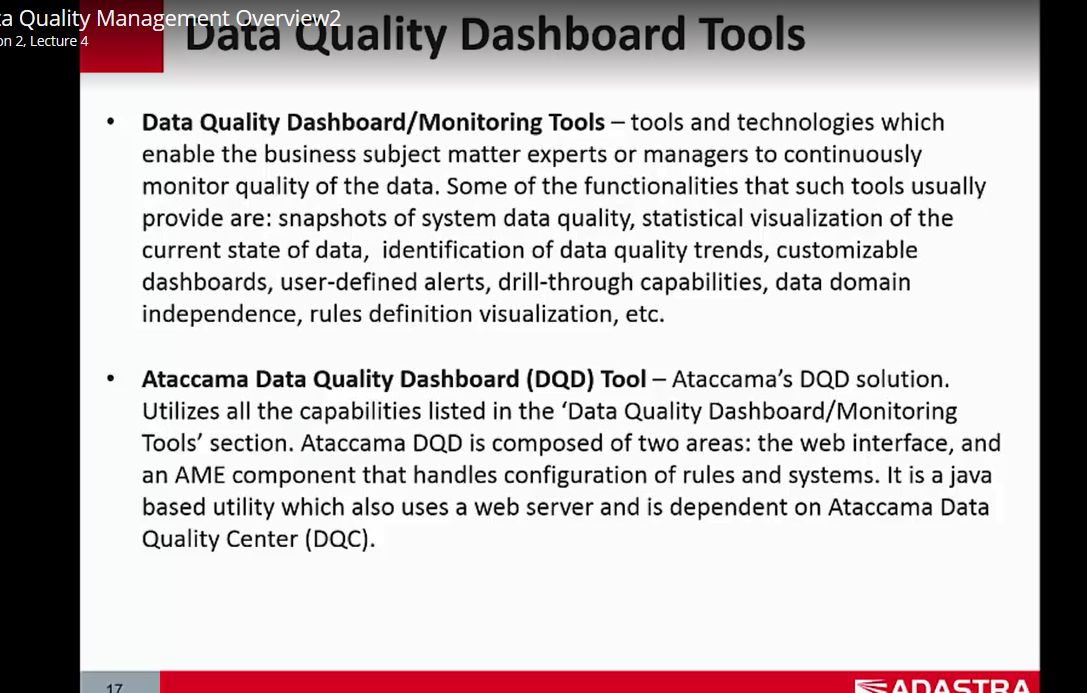 ta Quality Management Overview2
on 2, Lecture 4
Data Quality Dashboard Tools
• Data Quality Dashboard/Monitoring Tools – tools and technologies which
enable the business subject matter experts or managers to continuously
monitor quality of the data. Some of the functionalities that such tools usually
provide are: snapshots of system data quality, statistical visualization of the
current state of data, identification of data quality trends, customizable
dashboards, user-defined alerts, drill-through capabilities, data domain
independence, rules definition visualization, etc.
• Ataccama Data Quality Dashboard (DQD) Tool – Ataccama’s DQD solution.
Utilizes all the capabilities listed in the ‘Data Quality Dashboard/Monitoring
Tools’ section. Ataccama DQD is composed of two areas: the web interface, and
an AME component that handles configuration of rules and systems. It is a java
based utility which also uses a web server and is dependent on Ataccama Data
Quality Center (DQC).
17
ADASTRA